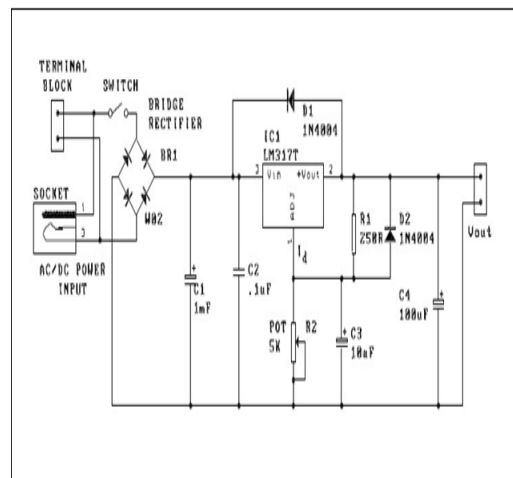 TERMINAL
BLOCK
SWITCH
BRIDGE
RECTIFIER
BR1
W02
SOCKET
1
3
AC/DC POWER
INPUT
D1
1N4004
IC1
LM317T
3
Vin
+Vout
2
ADJ
1
Id
R1
250R
D2
1N4004
Vout
C1
1mF
C2
.1uF
POT
5K
R2
C3
10uF
C4
100uF
+
+
+